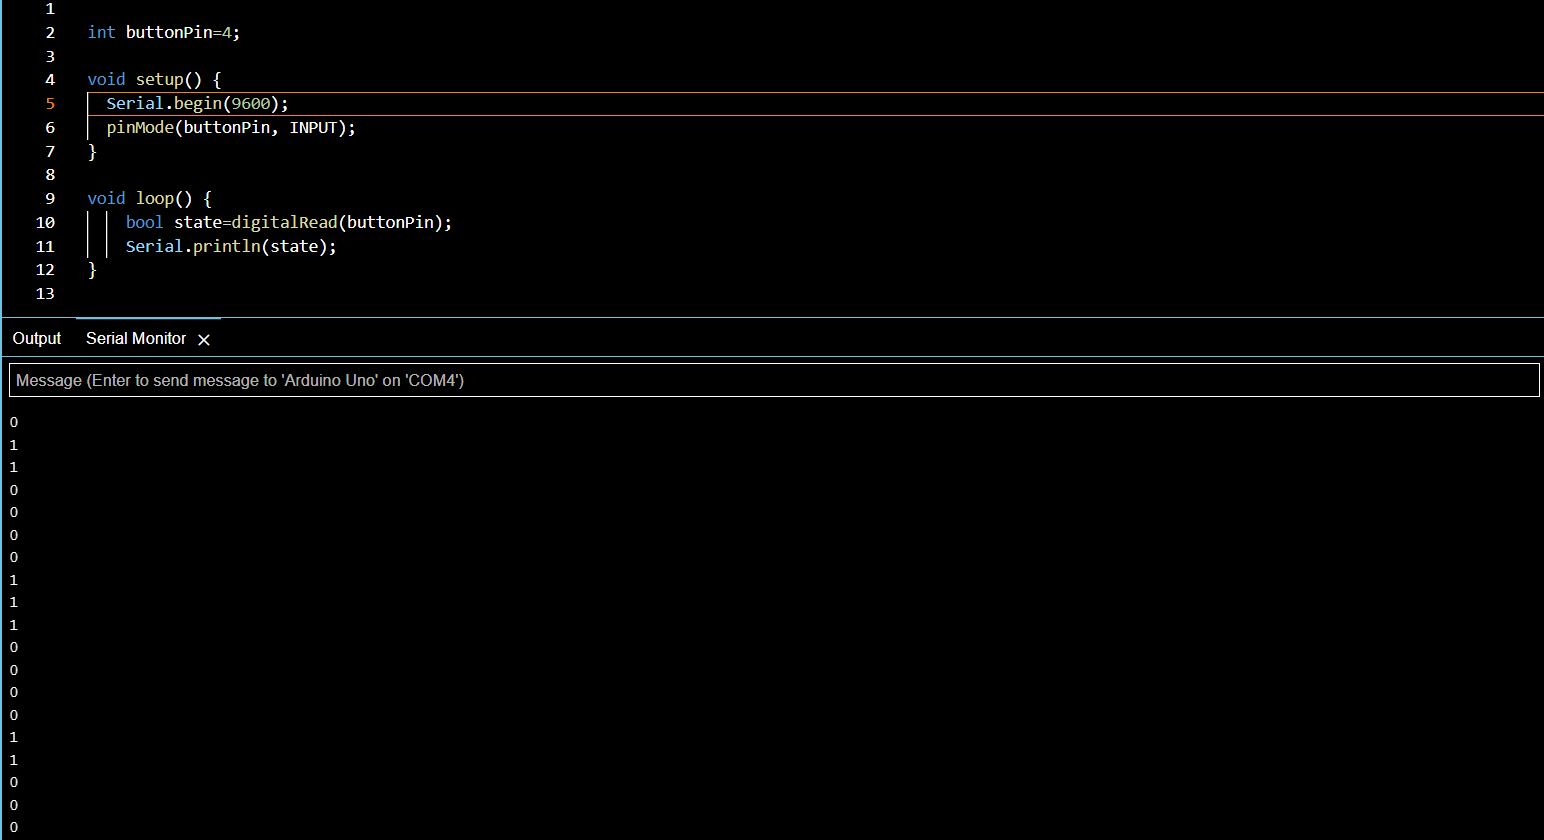 1
2 int buttonPin=4;
3
4 void setup() {
5 Serial.begin(9600);
6 pinMode(buttonPin, INPUT);
7 }
8
9 void loop() {
10 bool state=digitalRead(buttonPin);
11 Serial.println(state);
12 }
13
Output Serial Monitor ×
Message (Enter to send message to 'Arduino Uno' on 'COM4')
0
1
1
0
0
0
0
1
1
1
0
0
0
0
1
1
0
0
0